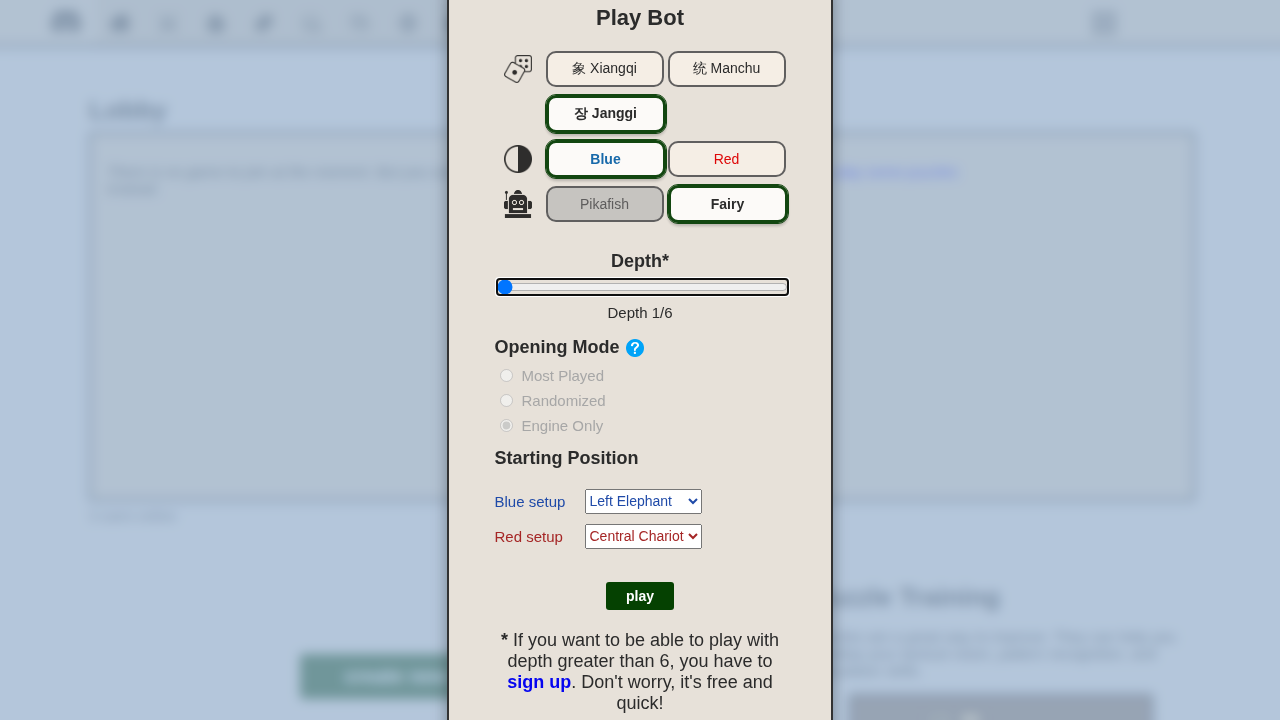 Play Bot
象 Xiangqi
统 Manchu
장 Janggi
Blue
Red
Pikafish
Fairy
Depth*
Depth 1/6
Opening Mode ?
Most Played
Randomized
Engine Only
Starting Position
Blue setup Left Elephant
Red setup Central Chariot
play
* If you want to be able to play with
depth greater than 6, you have to
sign up. Don't worry, it's free and
quick!
Lobby
Training